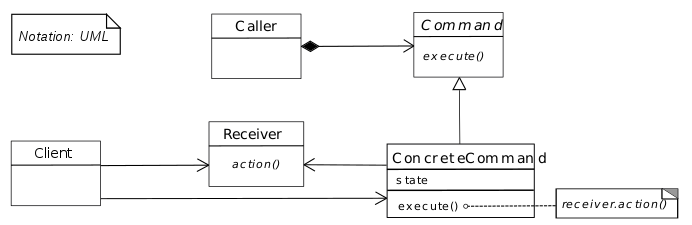 Notation: UML
Caller
Command
execute()
Receiver
action()
Client
ConcreteCommand
state
execute()
receiver.action()